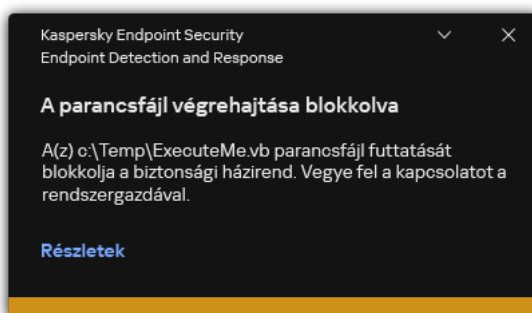 Kaspersky Endpoint Security
Endpoint Detection and Response
A parancsfájl végrehajtása blokkolva
A(z) c:\Temp\ExecuteMe.vb parancsfájl futtatását
blokkolja a biztonsági házirend. Vegye fel a kapcsolatot a
rendszergazdával.
Részletek